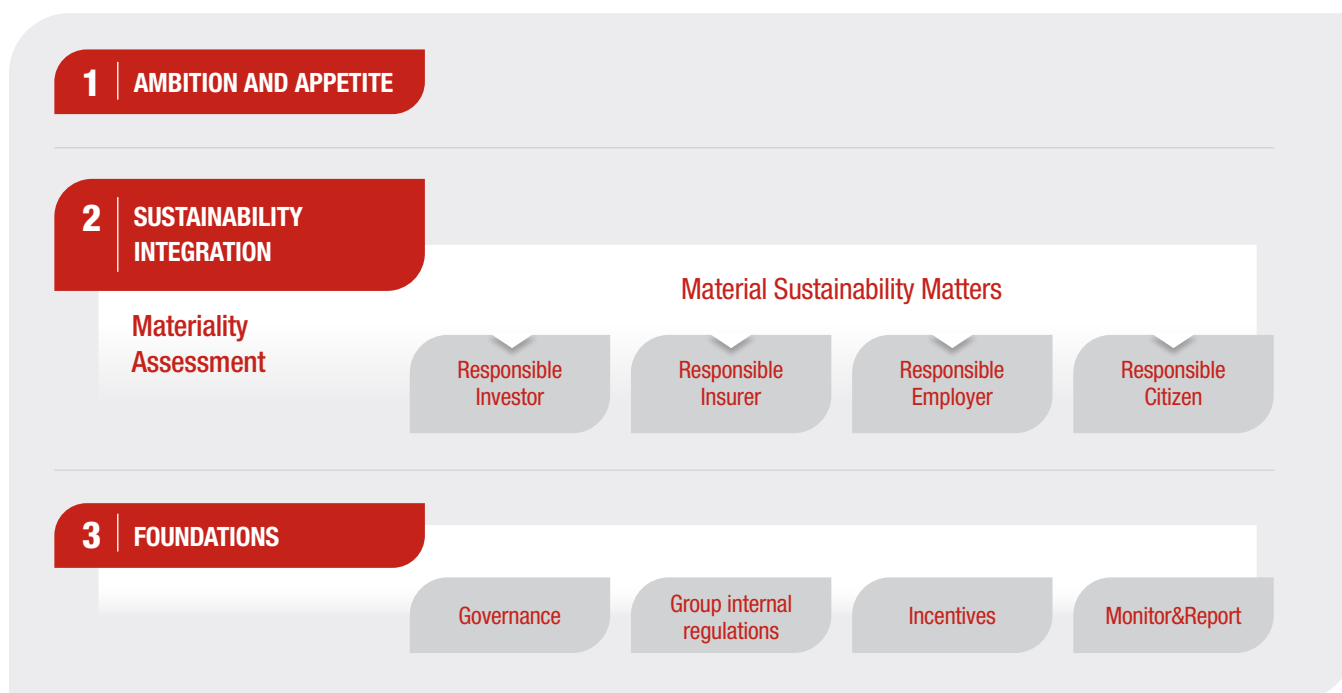 1 AMBITION AND APPETITE
2 SUSTAINABILITY
INTEGRATION
Materiality
Assessment
Material Sustainability Matters
Responsible
Investor
Responsible
Insurer
Responsible
Employer
Responsible
Citizen
3 FOUNDATIONS
Governance
Group internal
regulations
Incentives
Monitor&Report